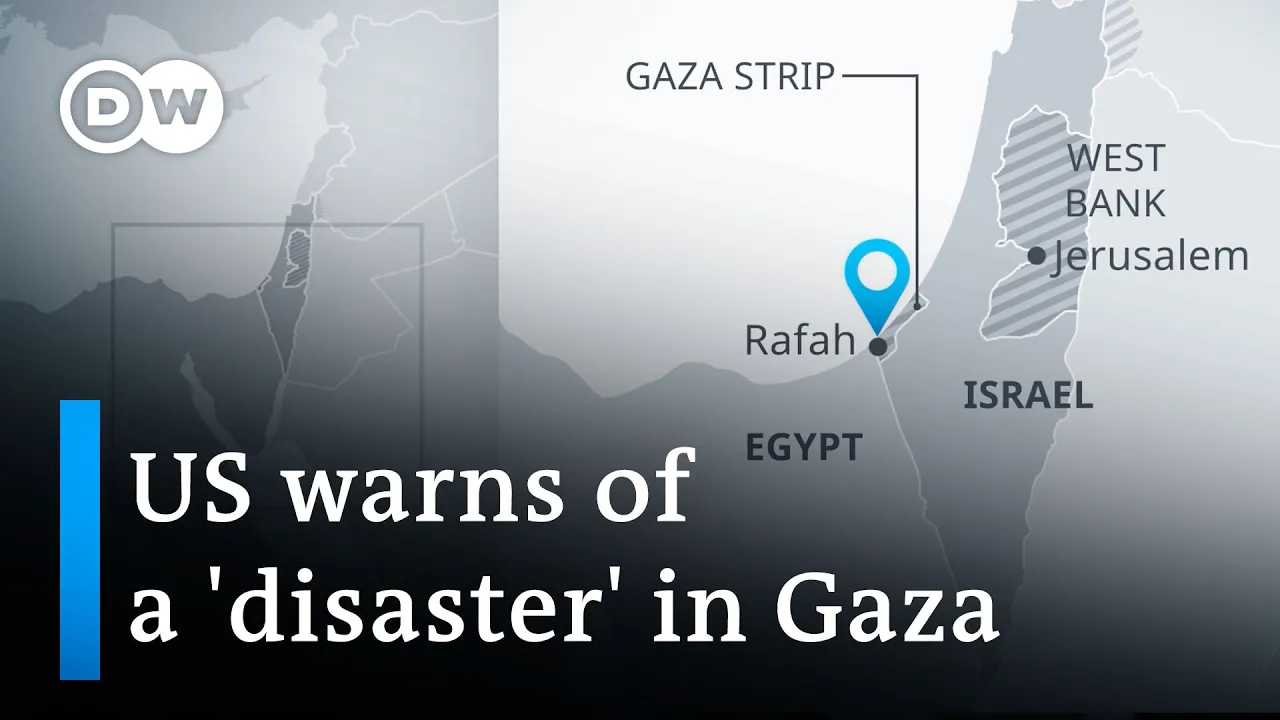 DW
GAZA STRIP
WEST
BANK
Jerusalem
Rafah
ISRAEL
EGYPT
US warns of
a 'disaster' in Gaza